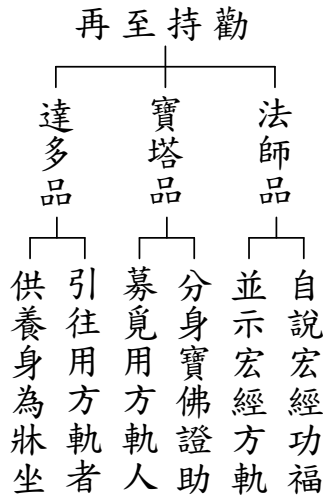 再至持勸
法師品
寶塔品
達多品
自說宏經功福
並示宏經方軌
分身寶佛證助
募覓用方軌人
引往用方軌者
供養身為牀坐